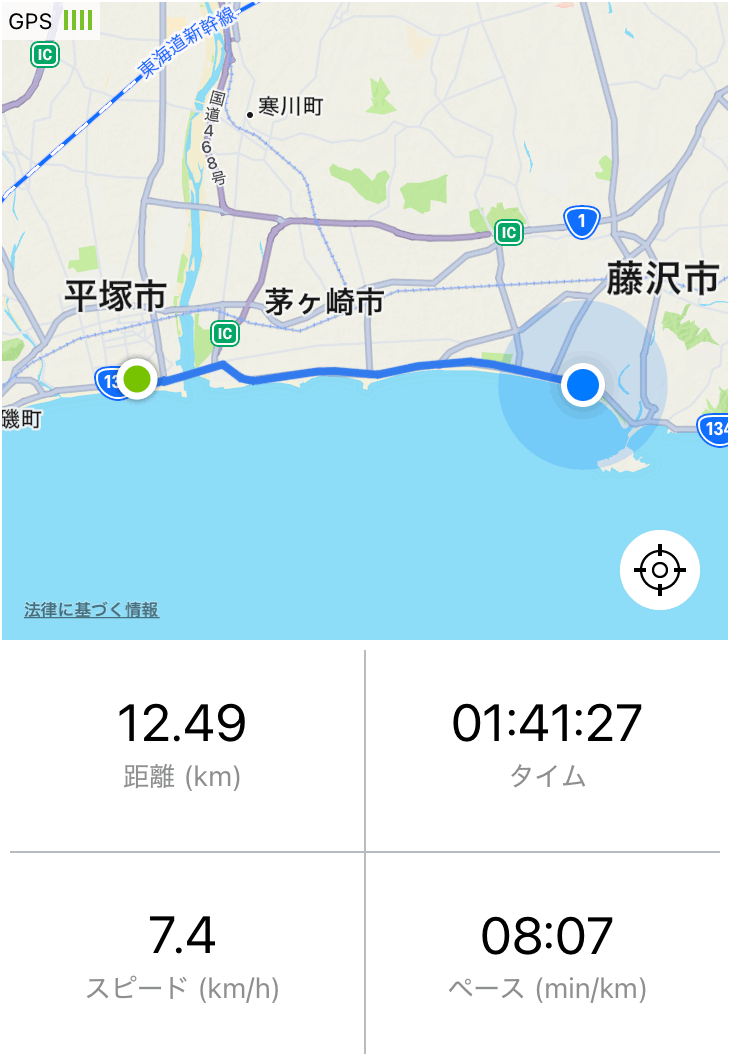 GPS
IC
東海道新幹線
国道468号
寒川町
1
IC
藤沢市
平塚市
茅ヶ崎市
IC
13
磯町
134
法律に基づく情報
12.49
01:41:27
距離 (km)
タイム
7.4
08:07
スピード (km/h)
ペース (min/km)